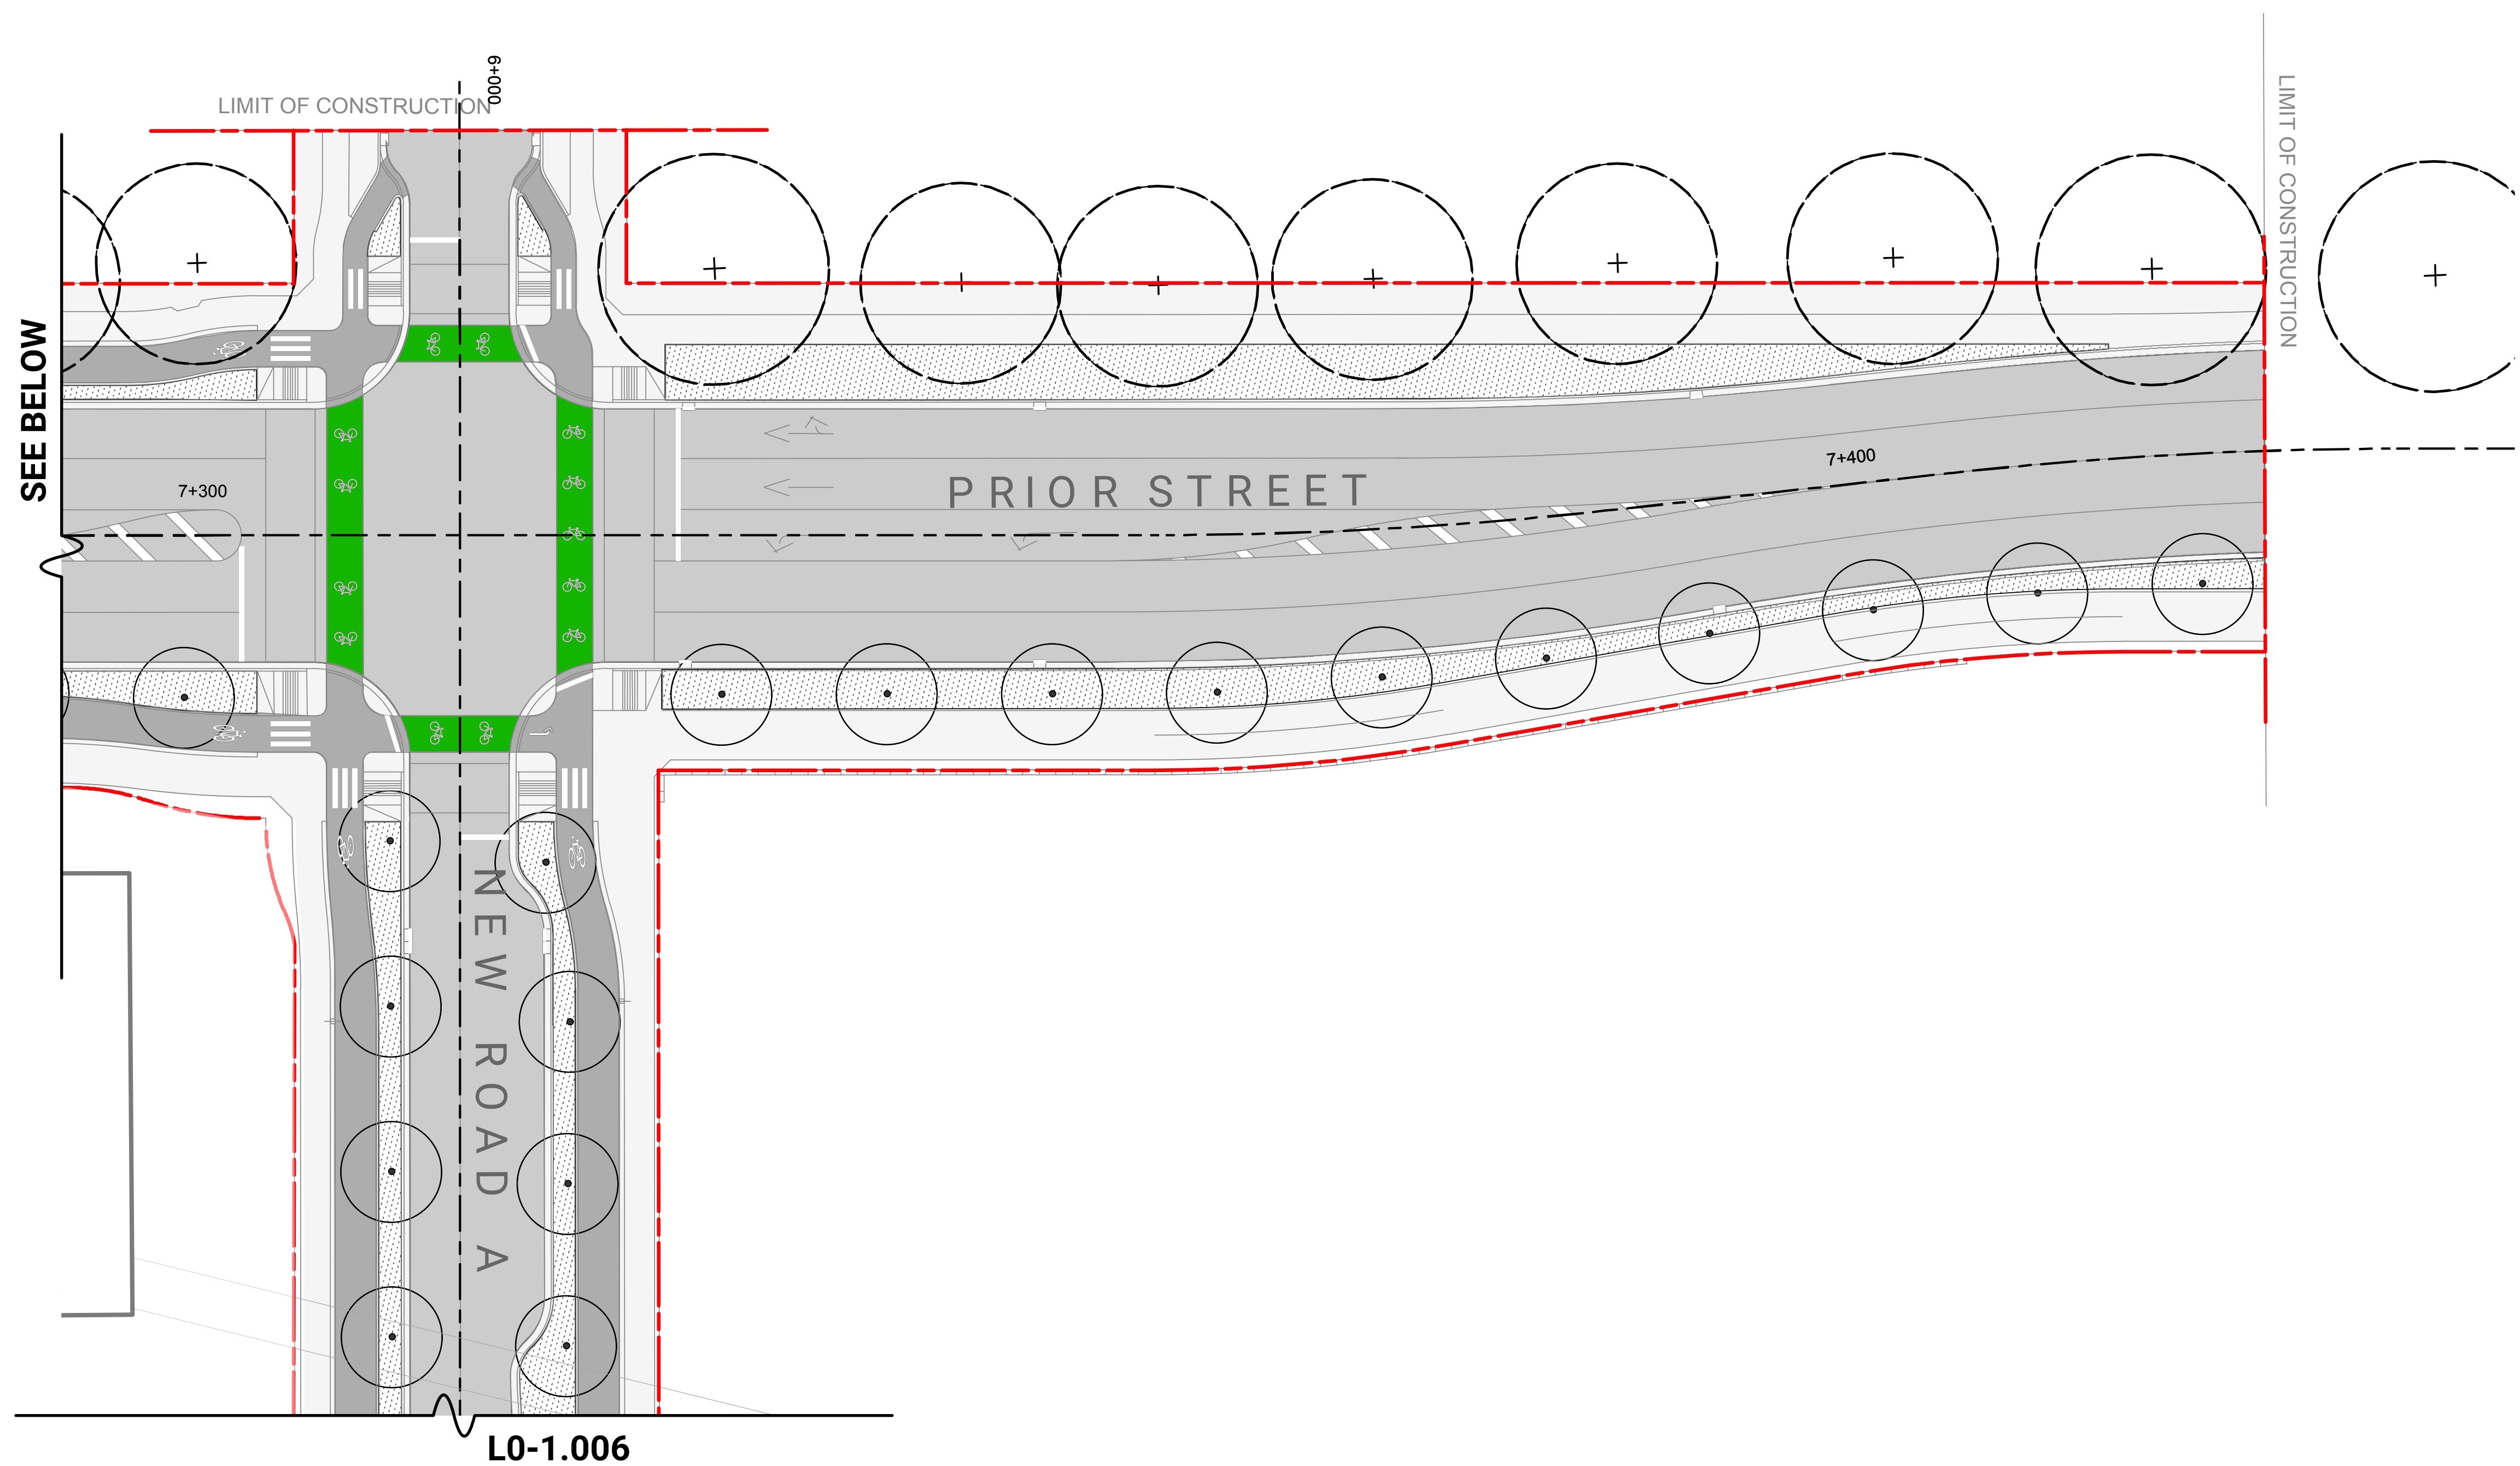 9+000
LIMIT OF CONSTRUCTION
LIMIT OF CONSTRUCTION
SEE BELOW
7+300
7+400
PRIOR STREET
NEW ROAD A
L0-1.006